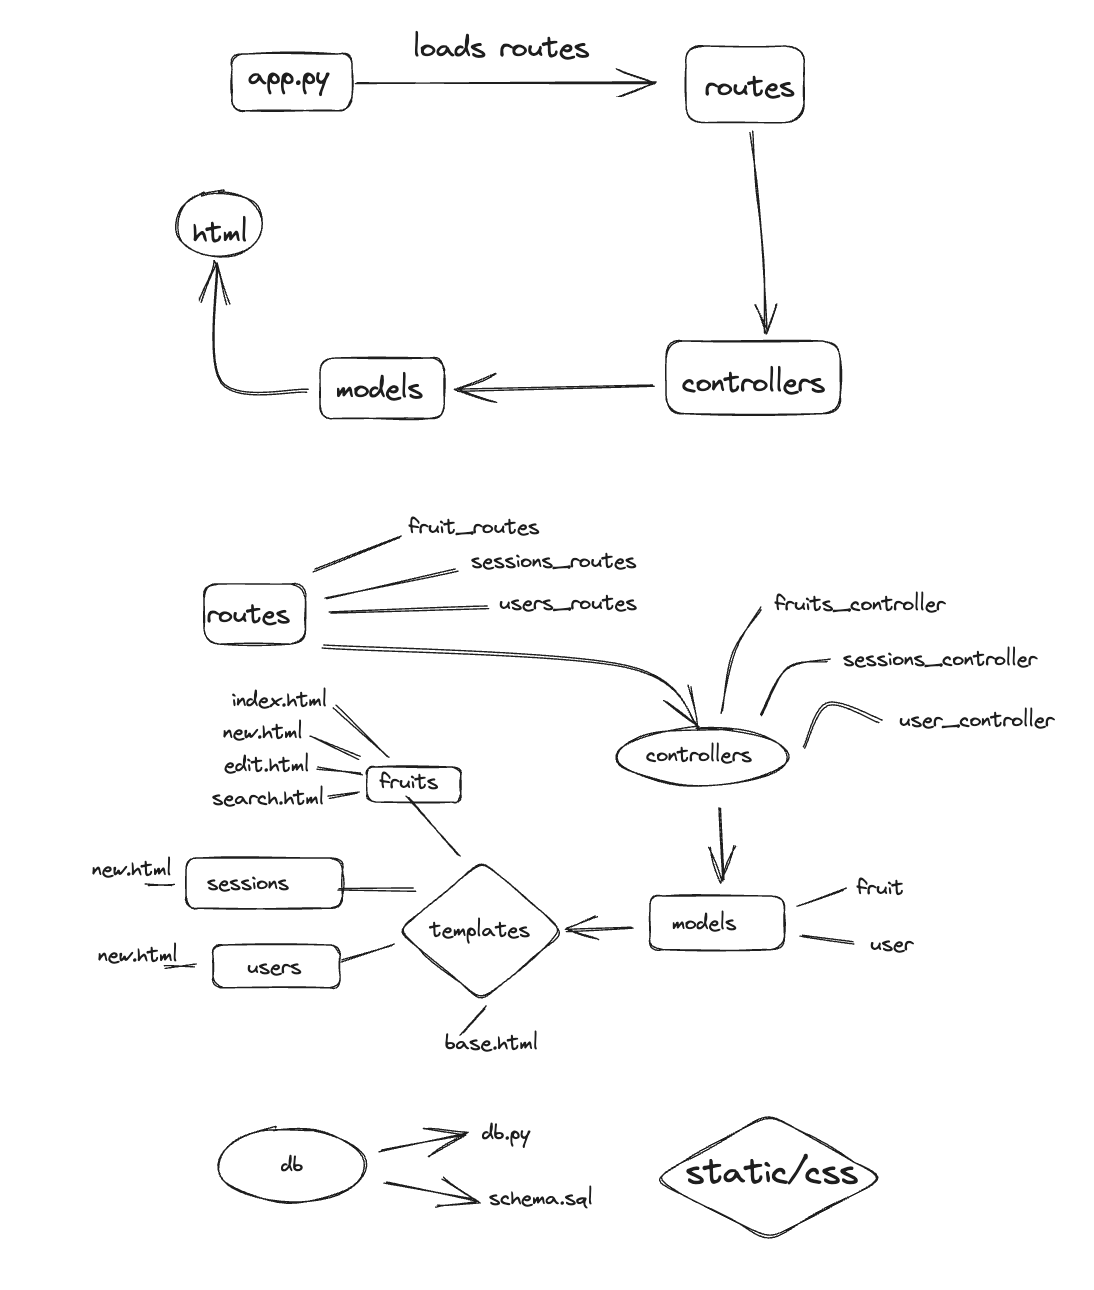 loads routes
app.py
routes
html
models
controllers
fruit_routes
sessions_routes
routes
users_routes
fruits_controller
sessions_controller
user_controller
index.html
new.html
edit.html
search.html
fruits
controllers
new.html
sessions
templates
models
fruit
user
new.html
users
base.html
db
db.py
schema.sql
static/css